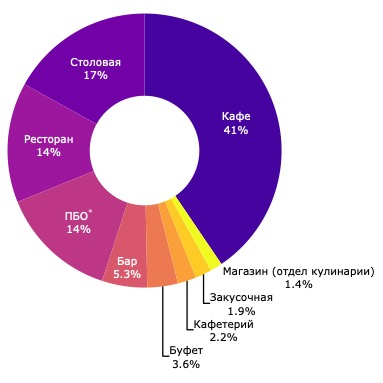 Столовая
17%
Кафе
41%
Ресторан
14%
ПБО*
14%
Бар
5.3%
Магазин (отдел кулинарии)
1.4%
Закусочная
1.9%
Кафетерий
2.2%
Буфет
3.6%